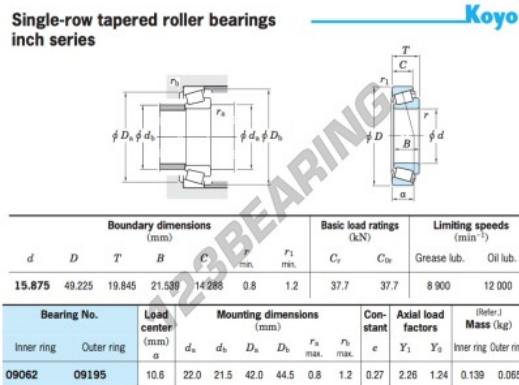 Single-row tapered roller bearings
inch series
Koyo
T
C
r1
r
φD
B
φd
a
rb
ra
φDa φdb
φda φDb
123BEARING
Boundary dimensions
(mm)
Basic load ratings
(kN)
Limiting speeds
(min⁻¹)
d D T B C r min. r1 min. Cr C0r Grease lub. Oil lub.
15.875 49.225 19.845 21.539 14.288 0.8 1.2 37.7 37.7 8 900 12 000
Bearing No.
Load center (mm) a
Mounting dimensions
(mm)
Constant e
Axial load factors
(Refer.)
Mass (kg)
Inner ring Outer ring da db Da Db ra max. rb max. Y1 Y0 Inner ring Outer ring
09062 09195 10.6 22.0 21.5 42.0 44.5 0.8 1.2 0.27 2.26 1.24 0.139 0.065